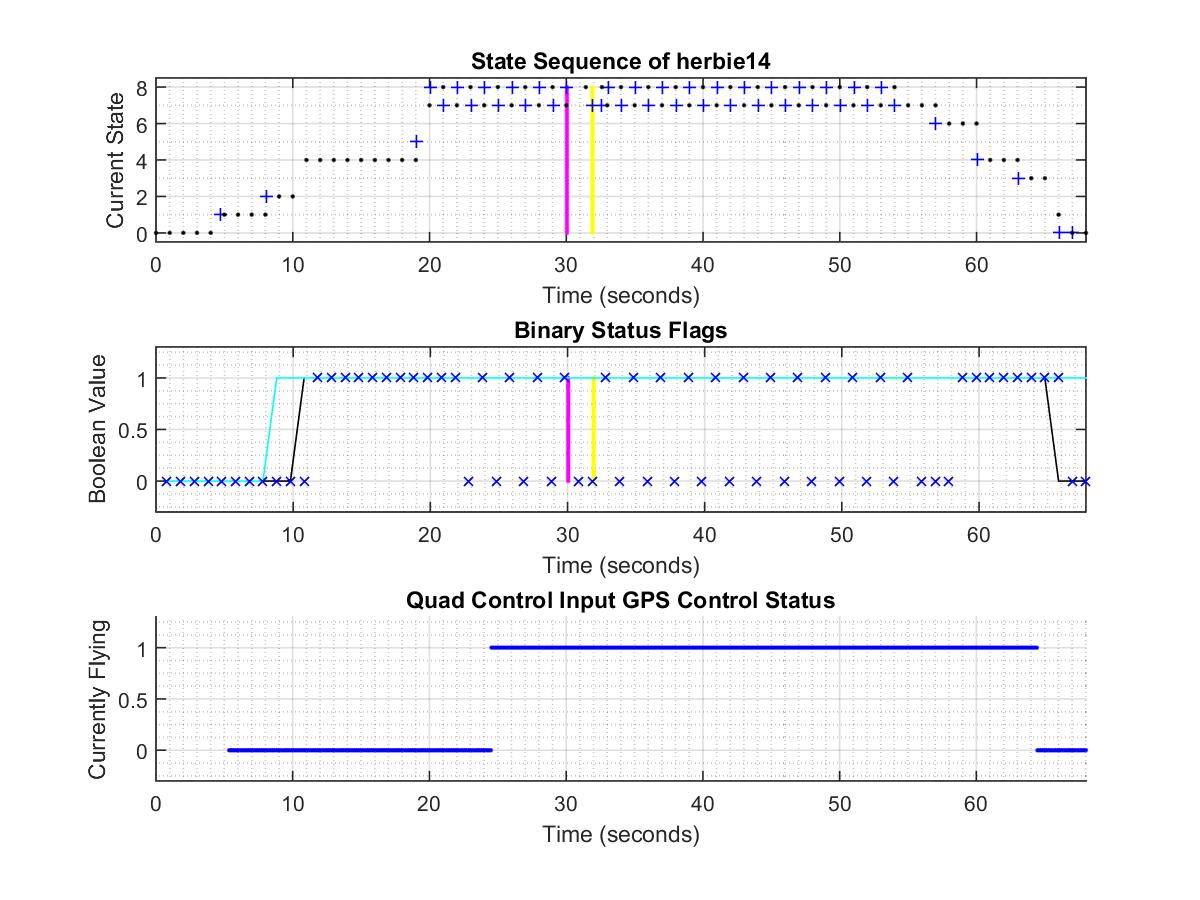 State Sequence of herbie14
Current State
8
6
4
2
0
0 10 20 30 40 50 60
Time (seconds)
Binary Status Flags
Boolean Value
1
0.5
0
0 10 20 30 40 50 60
Time (seconds)
Quad Control Input GPS Control Status
Currently Flying
1
0.5
0
0 10 20 30 40 50 60
Time (seconds)